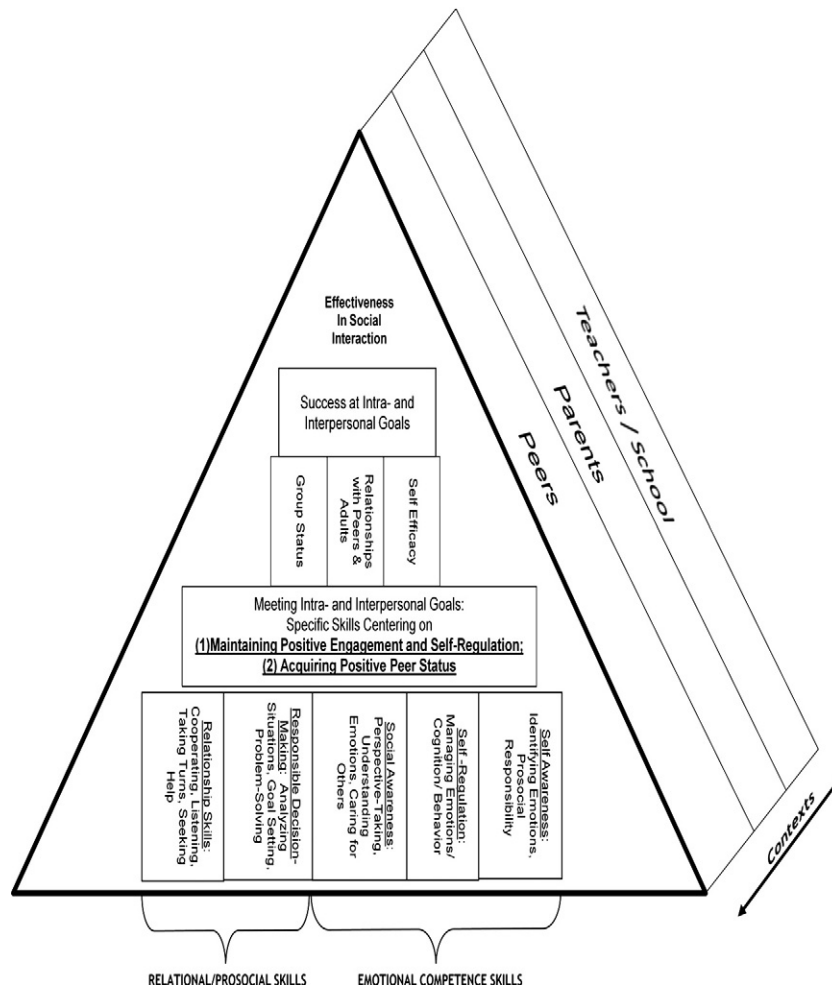 Effectiveness
In Social
Interaction
Success at Intra- and
Interpersonal Goals
Group Status
Relationships
with Peers &
Adults
Self Efficacy
Meeting Intra- and Interpersonal Goals:
Specific Skills Centering on
(1)Maintaining Positive Engagement and Self-Regulation;
(2) Acquiring Positive Peer Status
Relationship Skills:
Cooperating, Listening,
Taking Turns, Seeking
Help
Responsible Decision-
Making: Analyzing
Situations, Goal Setting,
Problem-Solving
Social Awareness:
Perspective-Taking,
Understanding
Emotions, Caring for
Others
Self -Regulation:
Managing Emotions/
Cognition/ Behavior
Self Awareness:
Identifying Emotions,
Prosocial
Responsibility
Peers
Parents
Teachers / School
Contexts
RELATIONAL/PROSOCIAL SKILLS
EMOTIONAL COMPETENCE SKILLS